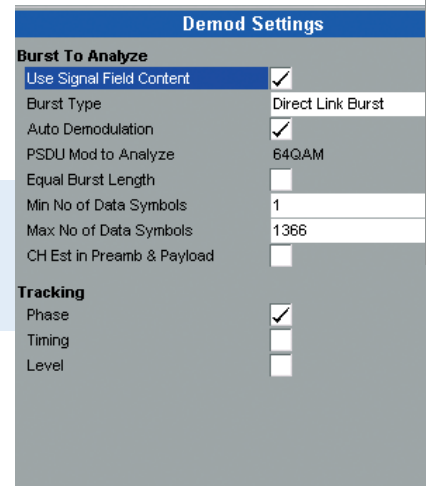 Demod Settings
Burst To Analyze
Use Signal Field Content
Burst Type Direct Link Burst
Auto Demodulation
PSDU Mod to Analyze 64QAM
Equal Burst Length
Min No of Data Symbols 1
Max No of Data Symbols 1366
CH Est in Preamb & Payload
Tracking
Phase
Timing
Level